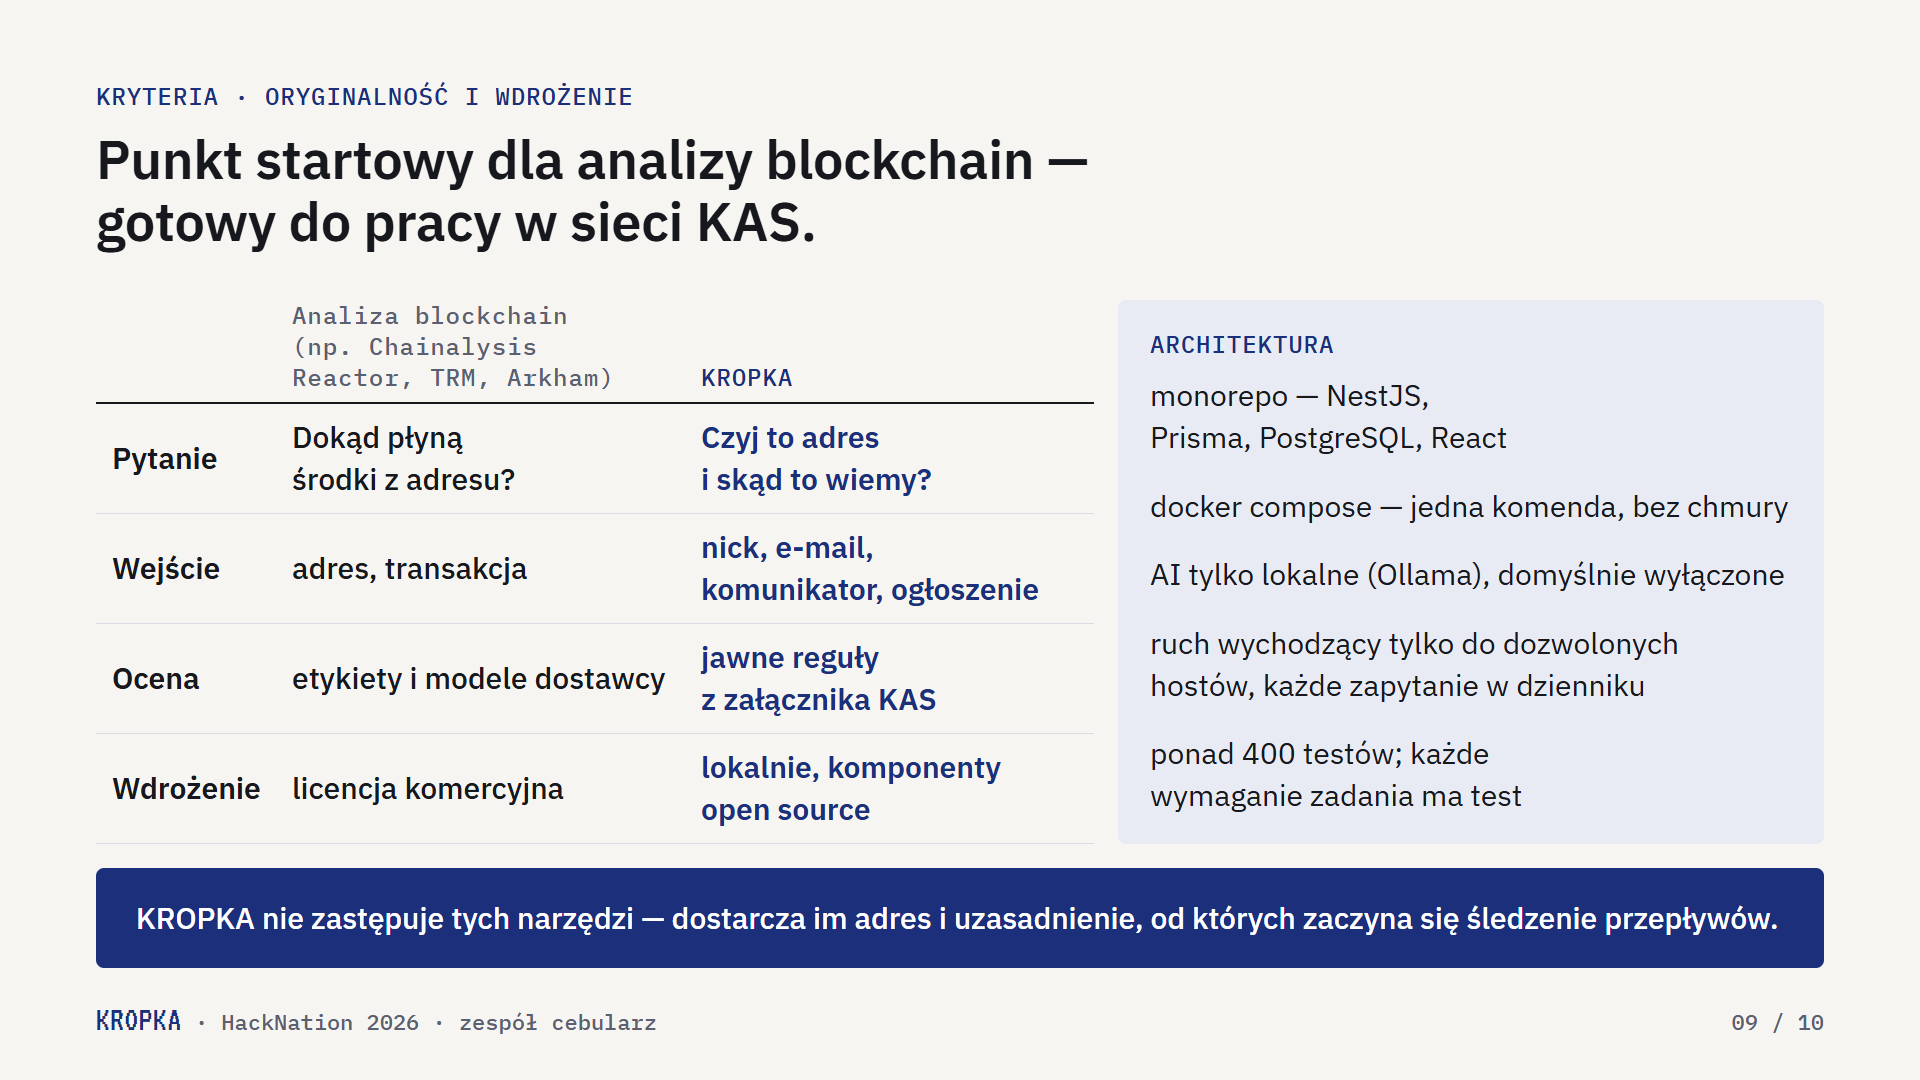 KRYTERIA · ORYGINALNOŚĆ I WDROŻENIE
Punkt startowy dla analizy blockchain —
gotowy do pracy w sieci KAS.
Analiza blockchain
(np. Chainalysis
Reactor, TRM, Arkham)
KROPKA
Pytanie
Dokąd płyną
środki z adresu?
Czyj to adres
i skąd to wiemy?
Wejście
adres, transakcja
nick, e-mail,
komunikator, ogłoszenie
Ocena
etykiety i modele dostawcy
jawne reguły
z załącznika KAS
Wdrożenie
licencja komercyjna
lokalnie, komponenty
open source
ARCHITEKTURA
monorepo — NestJS,
Prisma, PostgreSQL, React
docker compose — jedna komenda, bez chmury
AI tylko lokalne (Ollama), domyślnie wyłączone
ruch wychodzący tylko do dozwolonych
hostów, każde zapytanie w dzienniku
ponad 400 testów; każde
wymaganie zadania ma test
KROPKA nie zastępuje tych narzędzi — dostarcza im adres i uzasadnienie, od których zaczyna się śledzenie przepływów.
KROPKA · HackNation 2026 · zespół cebularz
09 / 10